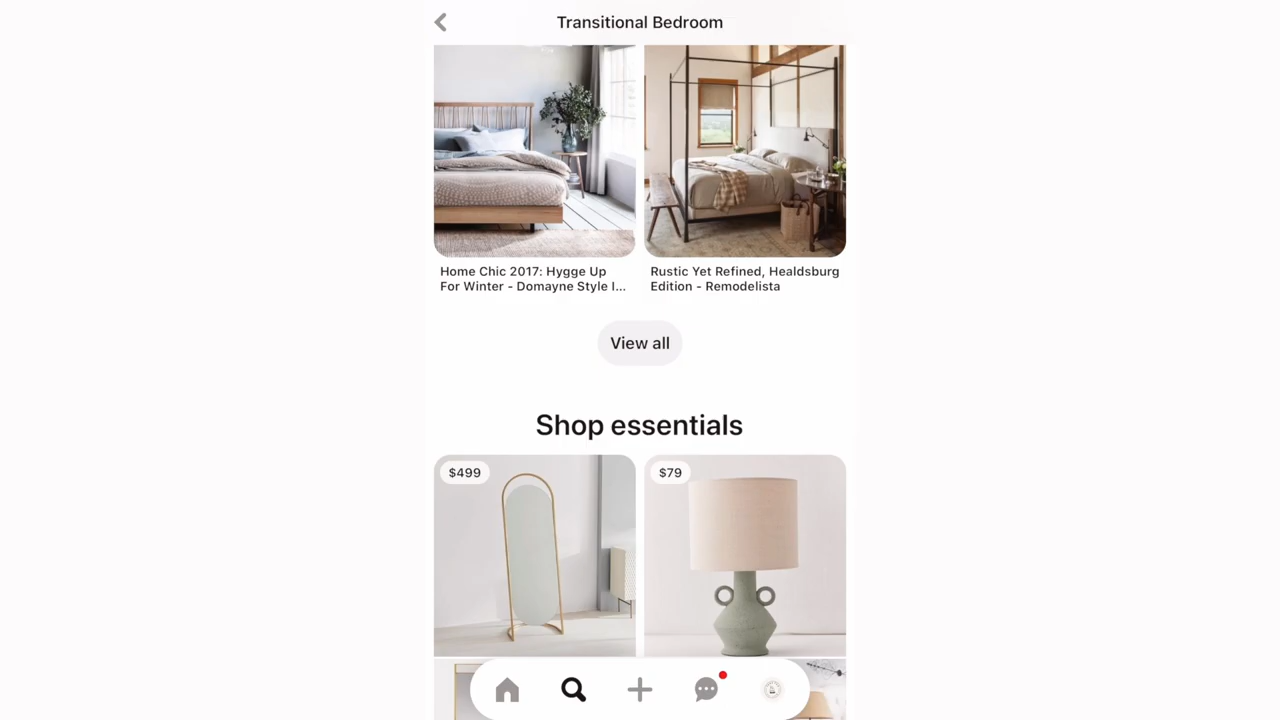 Transitional Bedroom
Home Chic 2017: Hygge Up
For Winter - Domayne Style I...
Rustic Yet Refined, Healdsburg
Edition - Remodelista
View all
Shop essentials
$499
$79